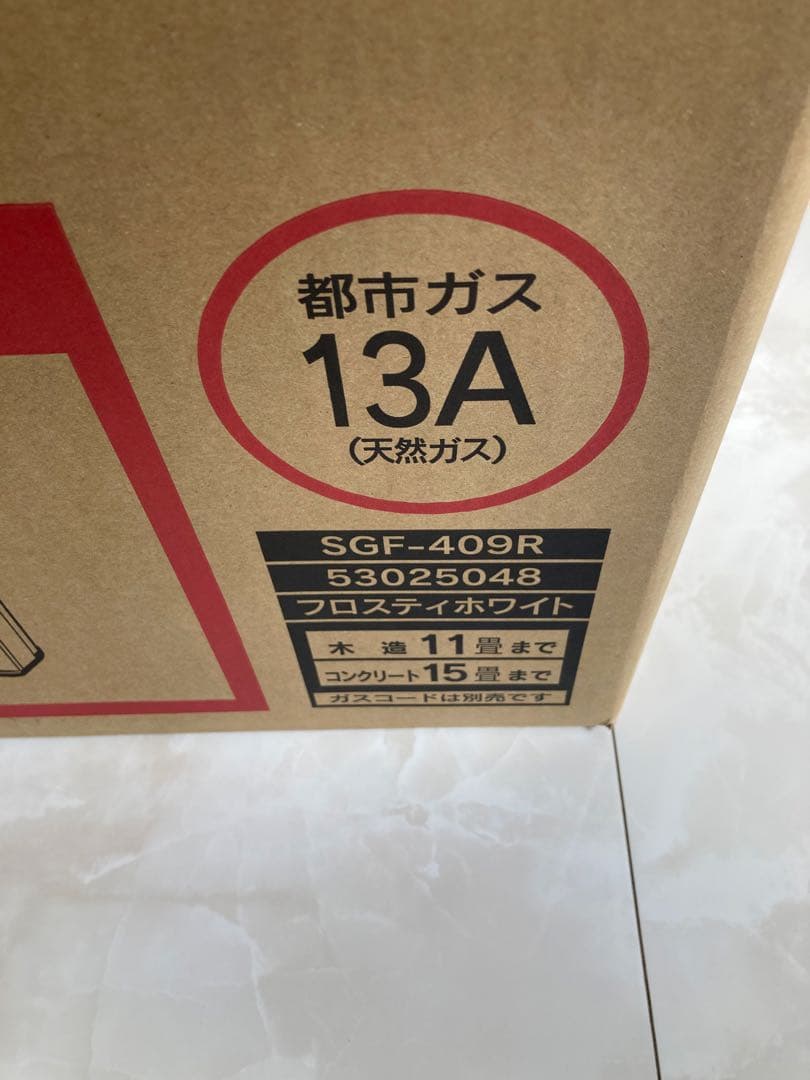 都市ガス
13A
(天然ガス)
SGF-409R
53025048
フロスティホワイト
木造 11畳まで
コンクリート 15畳まで
ガスコードは別売です